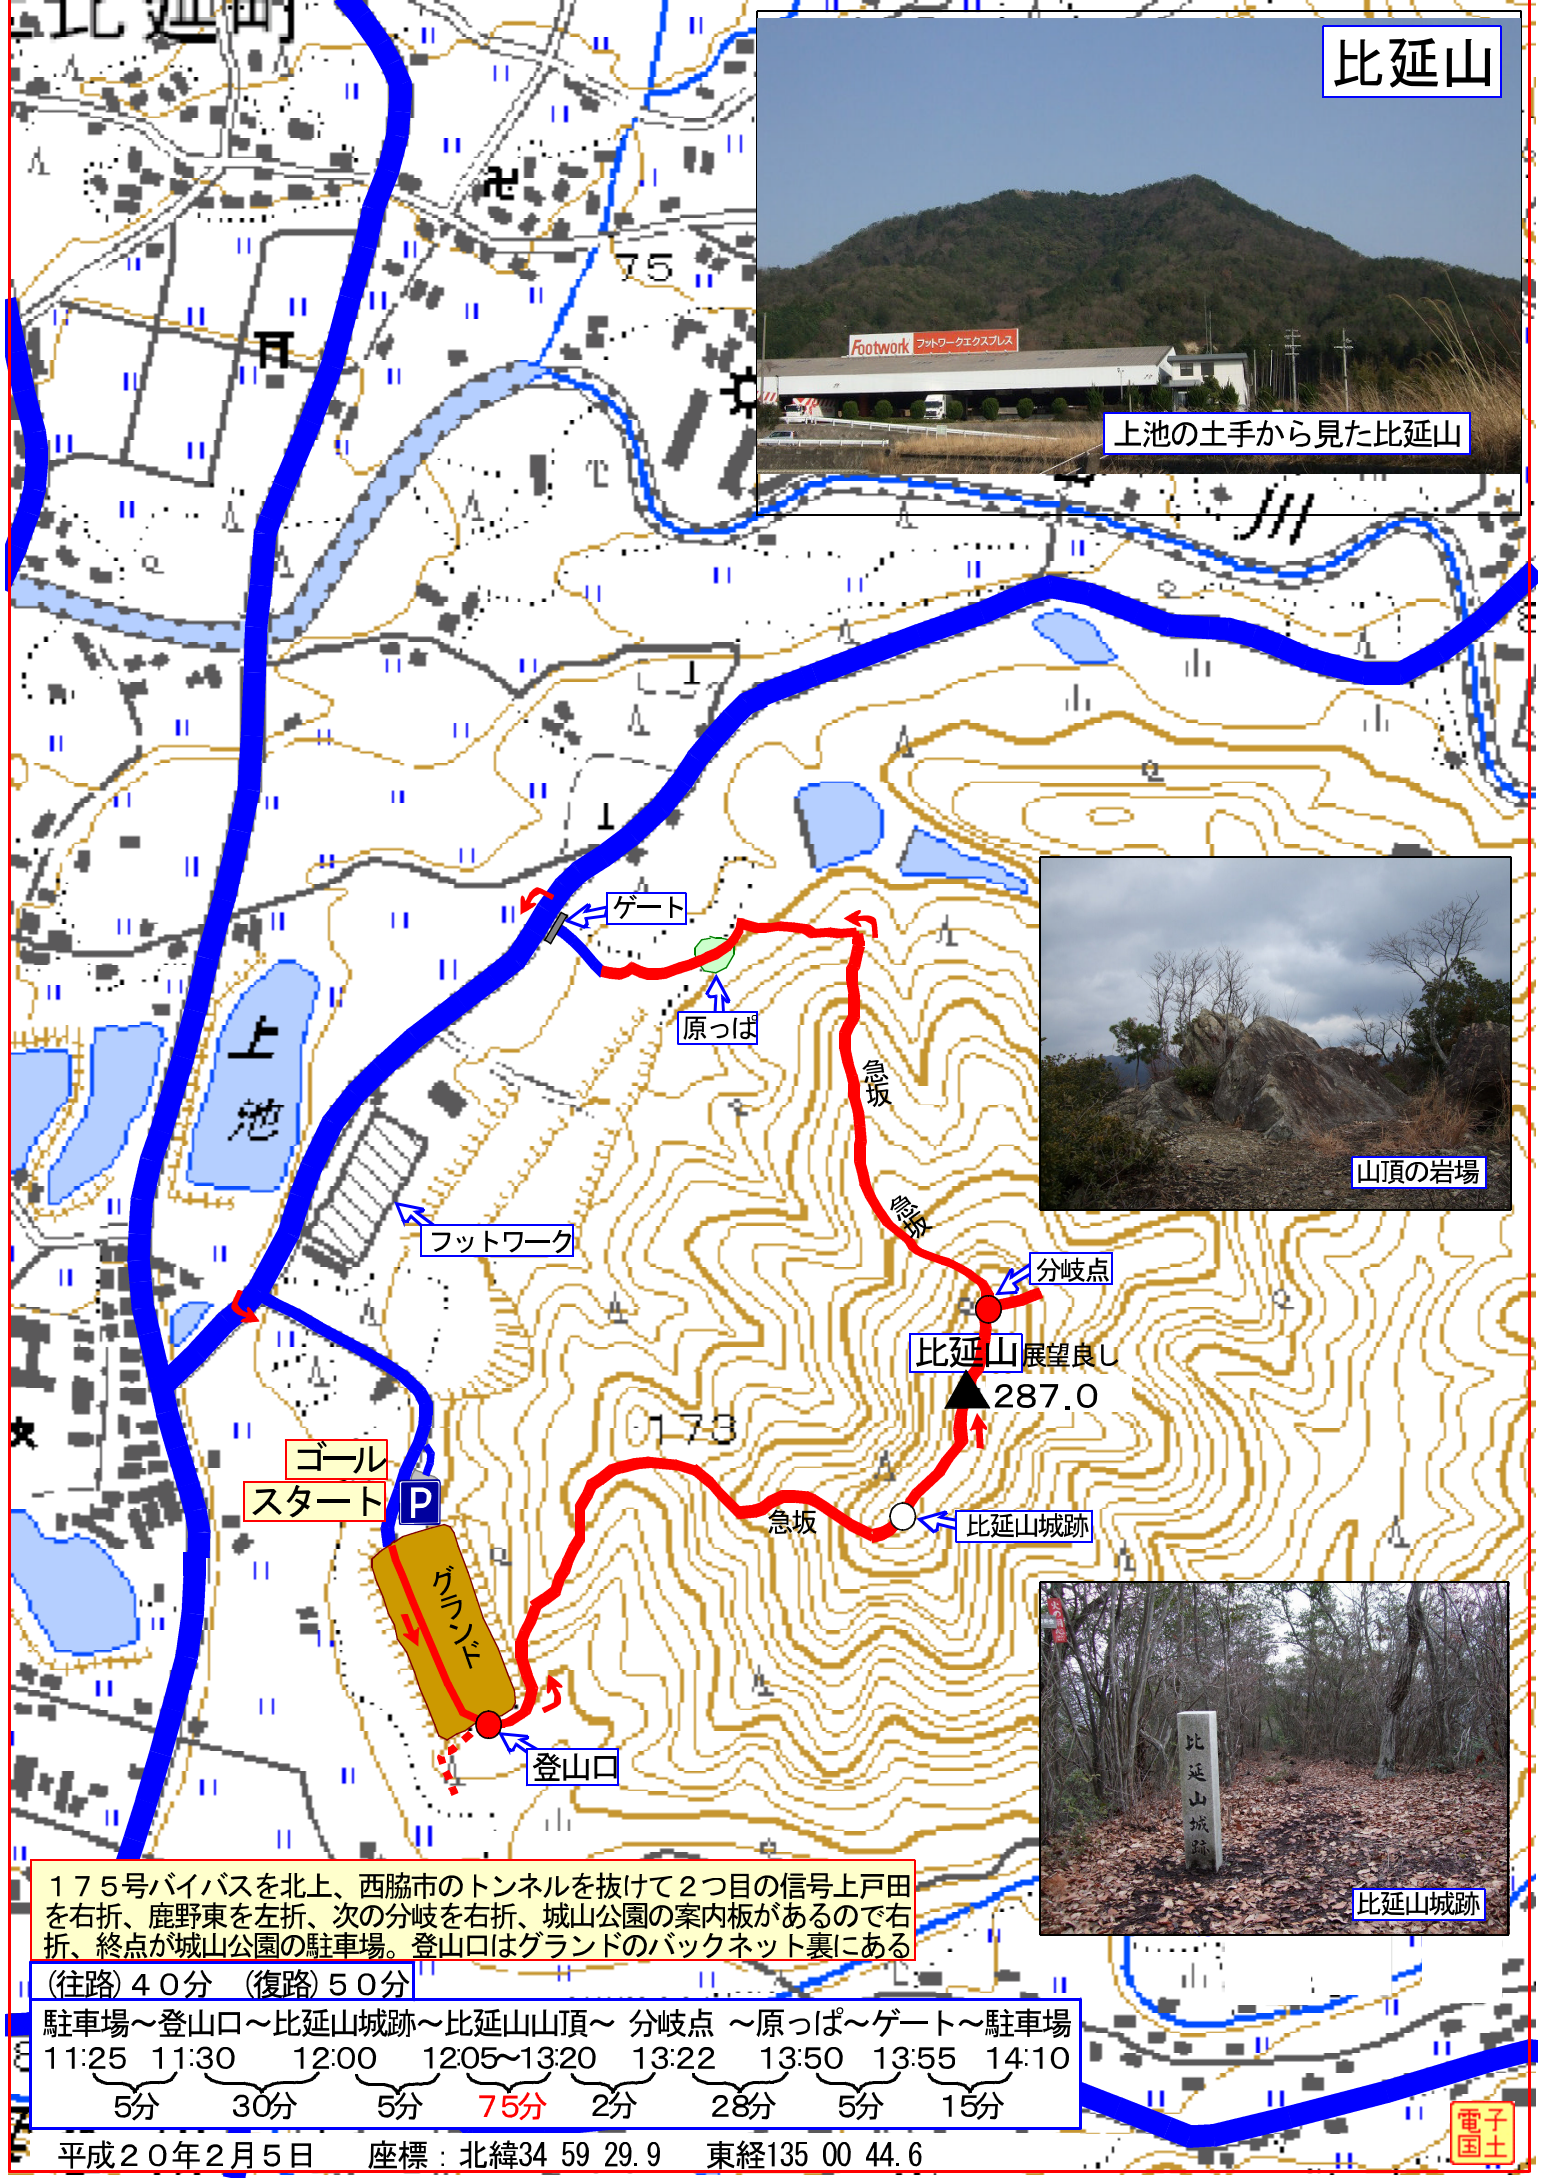 比延町
比延山
75
Footwork フットワークエクスプレス
上池の土手から見た比延山
川
ゲート
原っぱ
上
池
急坂
山頂の岩場
急坂
フットワーク
分岐点
比延山 展望良し
287.0
173
ゴール
スタート
P
急坂
比延山城跡
グランド
登山口
比延山城跡
比延山城跡
175号バイパスを北上、西脇市のトンネルを抜けて2つ目の信号上戸田
を右折、鹿野東を左折、次の分岐を右折、城山公園の案内板があるので右
折、終点が城山公園の駐車場。登山口はグランドのバックネット裏にある
(往路)40分 (復路)50分
駐車場～登山口～比延山城跡～比延山山頂～ 分岐点 ～原っぱ～ゲート～駐車場
11:25 11:30 12:00 12:05～13:20 13:22 13:50 13:55 14:10
5分 30分 5分 75分 2分 28分 5分 15分
平成20年2月5日 座標：北緯34 59 29.9 東経135 00 44.6
電子
国土